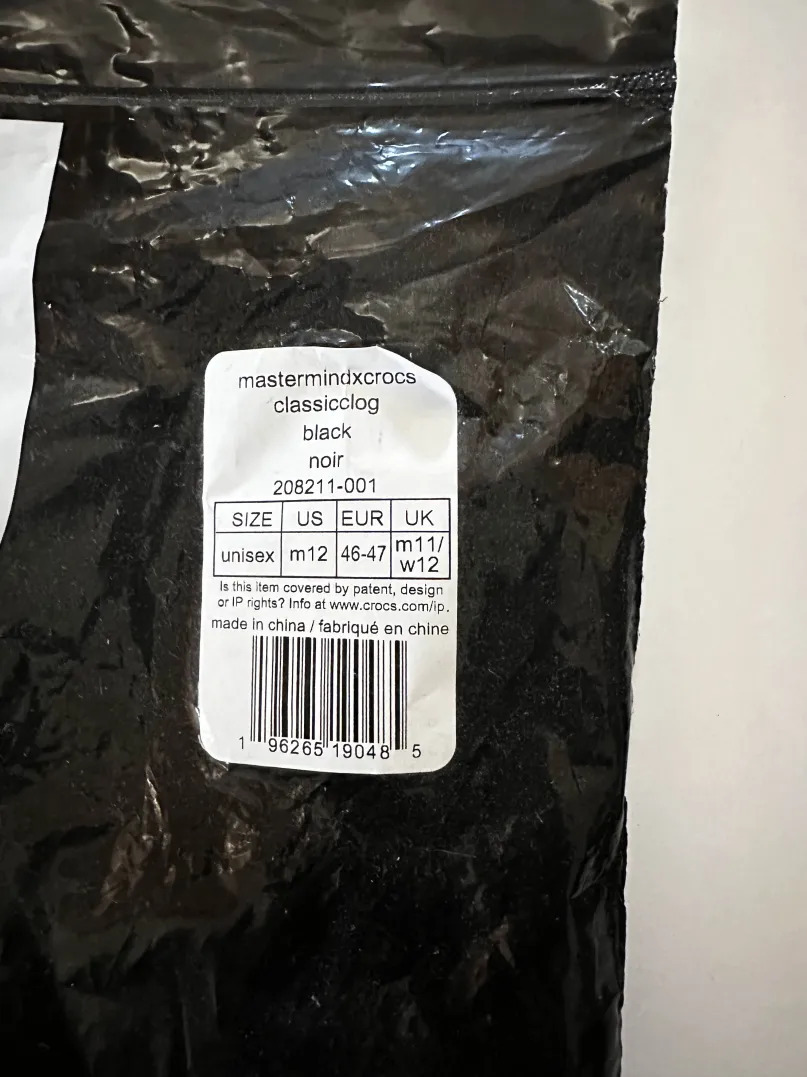 mastermindxcrocs
classicclog
black
noir
208211-001
SIZE US EUR UK
unisex m12 46-47 m11/
w12
Is this item covered by patent, design
or IP rights? Info at www.crocs.com/ip.
made in china / fabriqué en chine
1 96265 19048 5